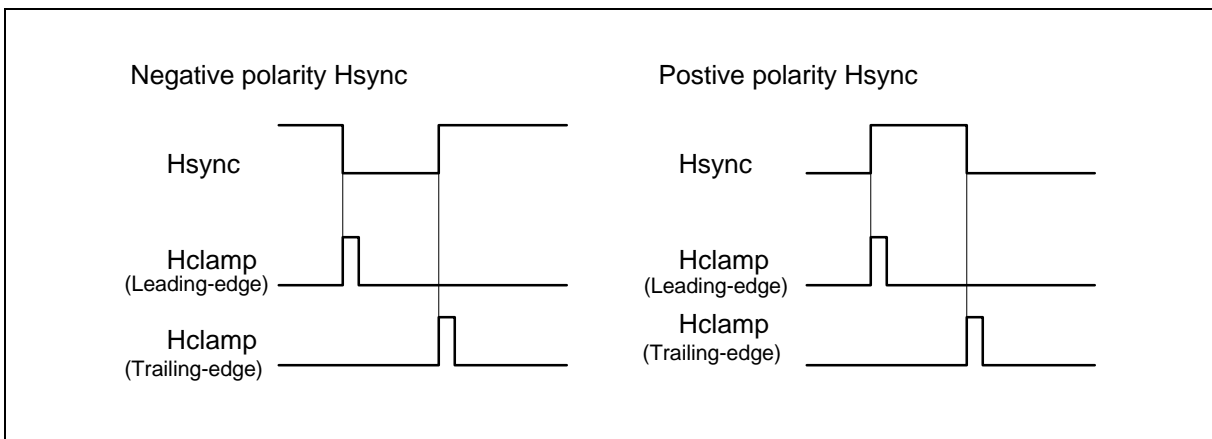 Negative polarity Hsync
Hsync
Hclamp
(Leading-edge)
Hclamp
(Trailing-edge)
Postive polarity Hsync
Hsync
Hclamp
(Leading-edge)
Hclamp
(Trailing-edge)